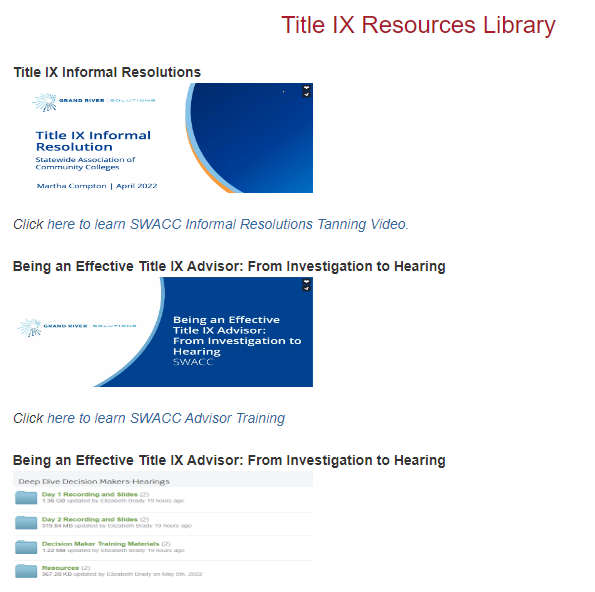 Title IX Resources Library
Title IX Informal Resolutions
GRAND RIVER | SOLUTIONS
Title IX Informal
Resolution
Statewide Association of
Community Colleges
Martha Compton | April 2022
Click here to learn SWACC Informal Resolutions Tanning Video.
Being an Effective Title IX Advisor: From Investigation to Hearing
GRAND RIVER | SOLUTIONS
Being an Effective
Title IX Advisor:
From Investigation to
Hearing
SWACC
Click here to learn SWACC Advisor Training
Being an Effective Title IX Advisor: From Investigation to Hearing
Deep Dive Decision Makers-Hearings
Day 1 Recording and Slides (2)
1.36 GB updated by Elizabeth Brady 19 hours ago
Day 2 Recording and Slides (2)
319.64 MB updated by Elizabeth Brady 19 hours ago
Decision Maker Training Materials (2)
1.22 MB updated by Elizabeth Brady 19 hours ago
Resources (2)
367.28 KB updated by Elizabeth Brady on May 5th, 2022